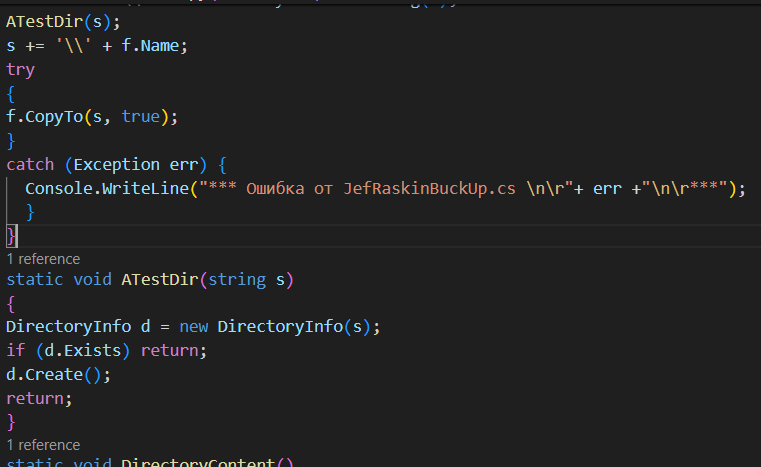 ATestDir(s);
s += '\\' + f.Name;
try
{
f.CopyTo(s, true);
}
catch (Exception err) {
Console.WriteLine("*** Ошибка от JefRaskinBuckUp.cs \n\r"+ err +"\n\r***");
}
}
1 reference
static void ATestDir(string s)
{
DirectoryInfo d = new DirectoryInfo(s);
if (d.Exists) return;
d.Create();
return;
}
1 reference
static void DirectoryContent()